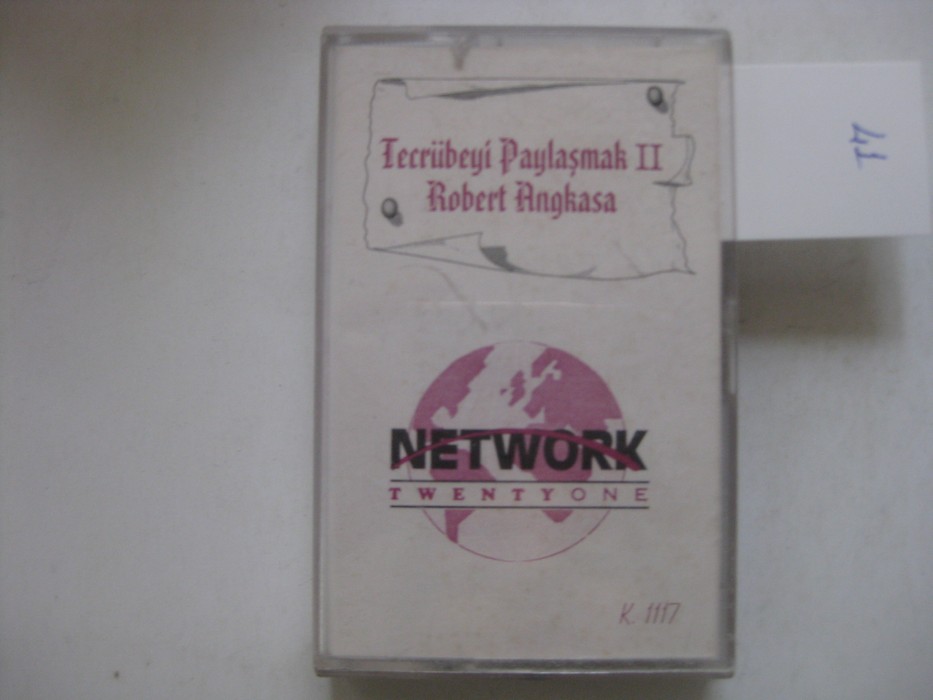 Tecrübeyi Paylaşmak II
Robert Angkasa
41
NETWORK
TWENTYONE
K. 1117